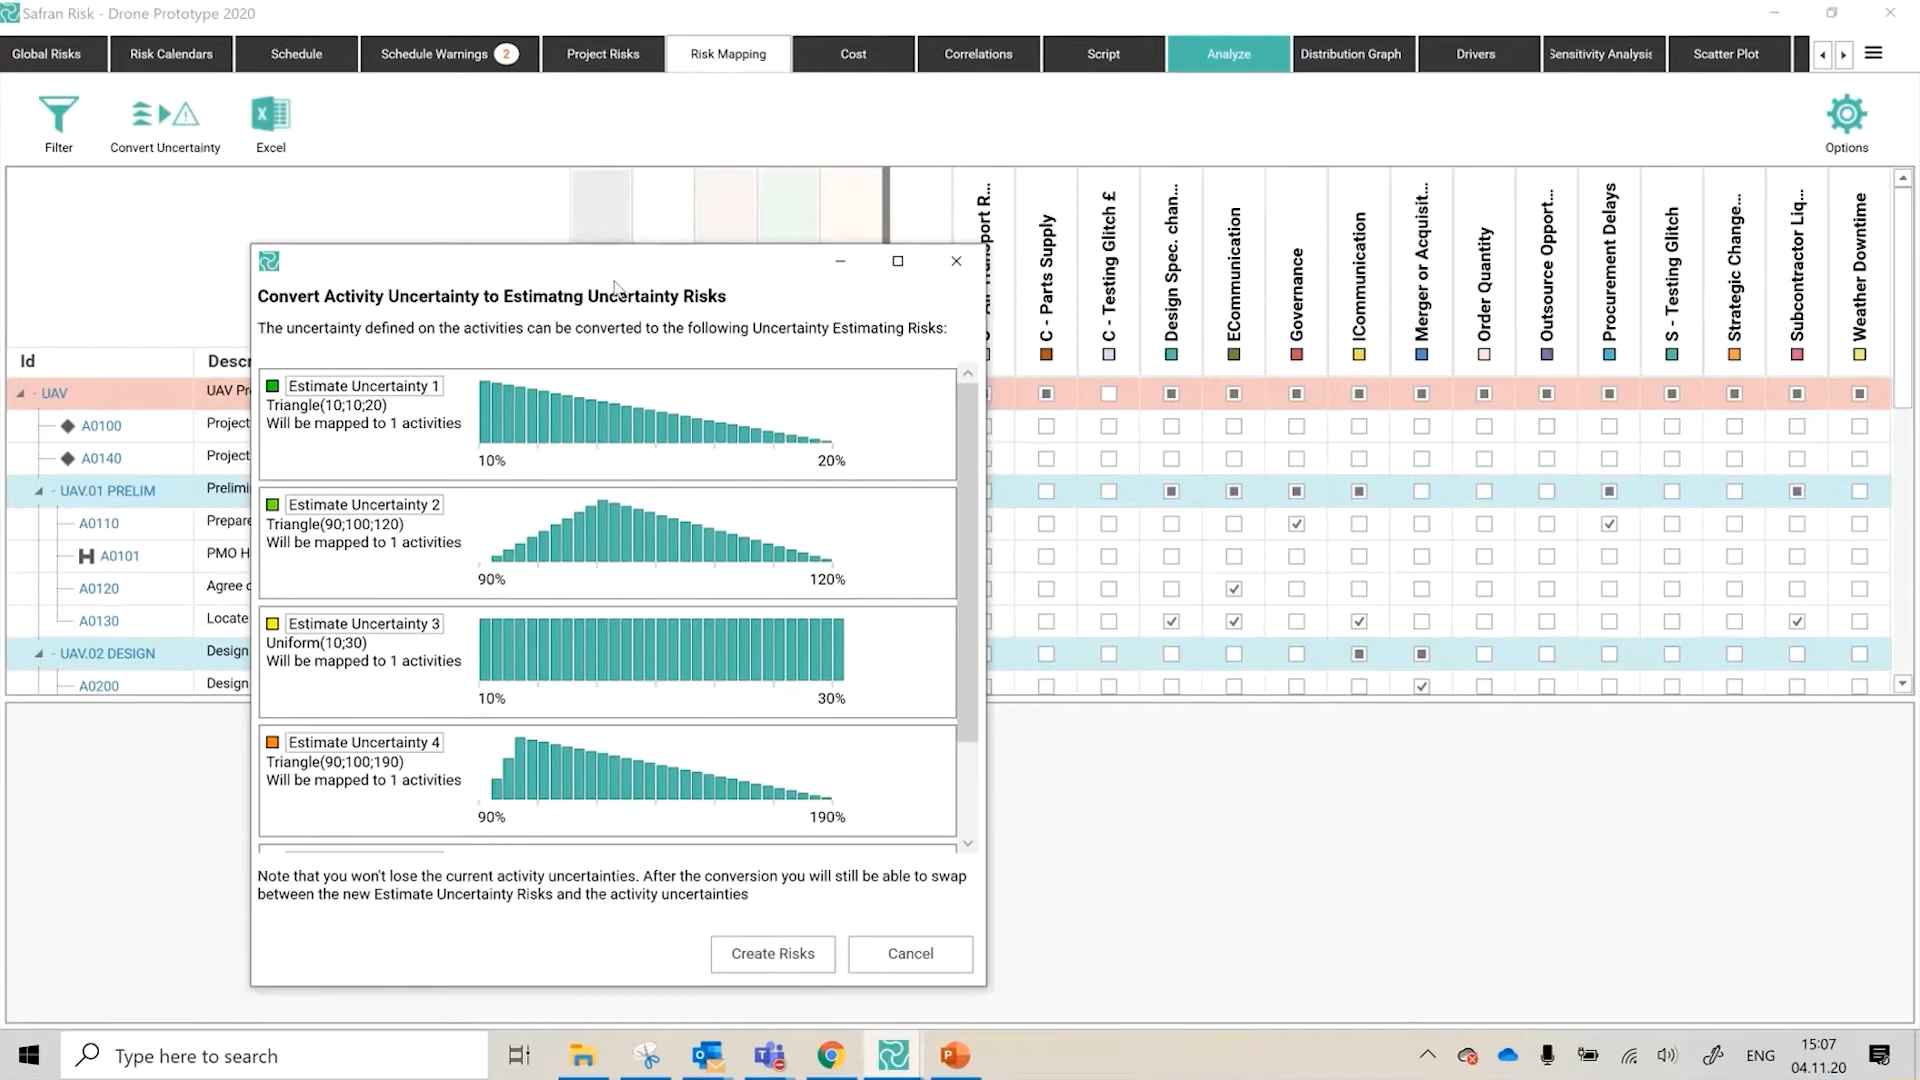 Safran Risk - Drone Prototype 2020
Global Risks
Risk Calendars
Schedule
Schedule Warnings 2
Project Risks
Risk Mapping
Cost
Correlations
Script
Analyze
Distribution Graph
Drivers
Sensitivity Analysis
Scatter Plot
Filter
Convert Uncertainty
Excel
Options
C - Parts Supply
C - Testing Glitch £
Design Spec. chan...
ECommunication
Governance
ICommunication
Merger or Acquisit...
Order Quantity
Outsource Opport...
Procurement Delays
S - Testing Glitch
Strategic Change...
Subcontractor Liq...
Weather Downtime
Id
Descr
UAV
UAV Pr
A0100
Project
A0140
Project
UAV.01 PRELIM
Prelimi
A0110
Prepare
A0101
PMO H
A0120
Agree c
A0130
Locate
UAV.02 DESIGN
Design
A0200
Design
Convert Activity Uncertainty to Estimatng Uncertainty Risks
The uncertainty defined on the activities can be converted to the following Uncertainty Estimating Risks:
Estimate Uncertainty 1
Triangle(10;10;20)
Will be mapped to 1 activities
10%
20%
Estimate Uncertainty 2
Triangle(90;100;120)
Will be mapped to 1 activities
90%
120%
Estimate Uncertainty 3
Uniform(10;30)
Will be mapped to 1 activities
10%
30%
Estimate Uncertainty 4
Triangle(90;100;190)
Will be mapped to 1 activities
90%
190%
Note that you won't lose the current activity uncertainties. After the conversion you will still be able to swap
between the new Estimate Uncertainty Risks and the activity uncertainties
Create Risks
Cancel
Type here to search
ENG
15:07
04.11.20